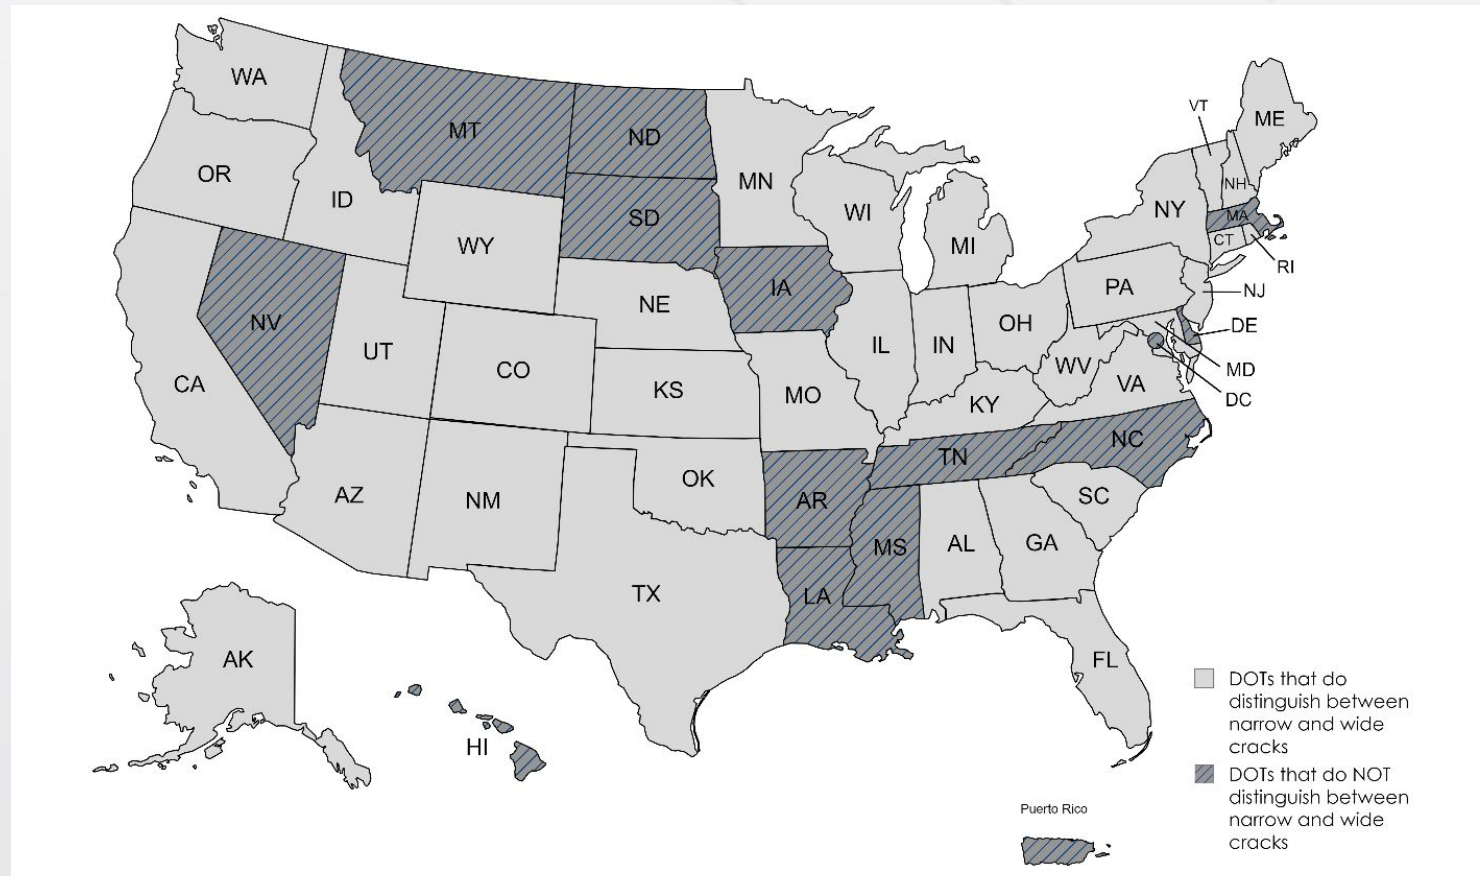 WA
OR
CA
ID
NV
MT
WY
UT
AZ
CO
NM
ND
SD
NE
KS
OK
TX
MN
IA
MO
AR
LA
WI
IL
MS
MI
IN
OH
KY
TN
AL
GA
FL
SC
NC
VA
WV
PA
NY
VT
NH
ME
MA
CT
RI
NJ
DE
MD
DC
AK
HI
Puerto Rico
DOTs that do
distinguish between
narrow and wide
cracks
DOTs that do NOT
distinguish between
narrow and wide
cracks